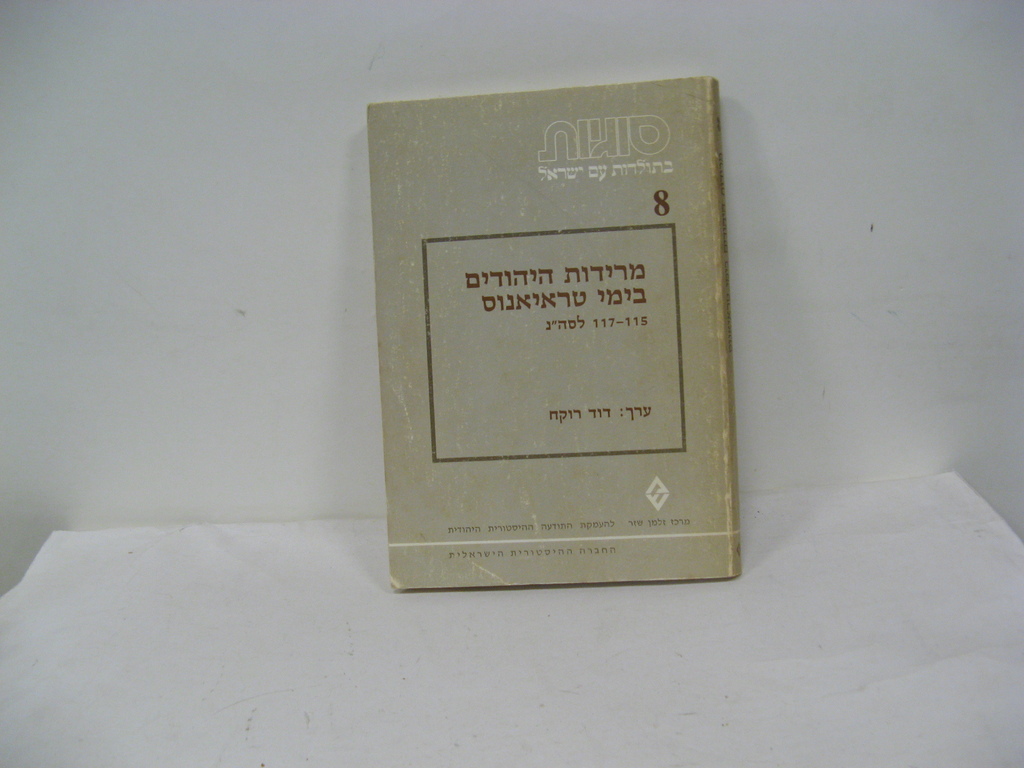 סוגיות
בתולדות עם ישראל
8
מרידות היהודים
בימי טראיאנוס
115–117 לסה"נ
ערך: דוד רוקח
מרכז זלמן שזר להעמקת התודעה ההיסטורית היהודית
החברה ההיסטורית הישראלית